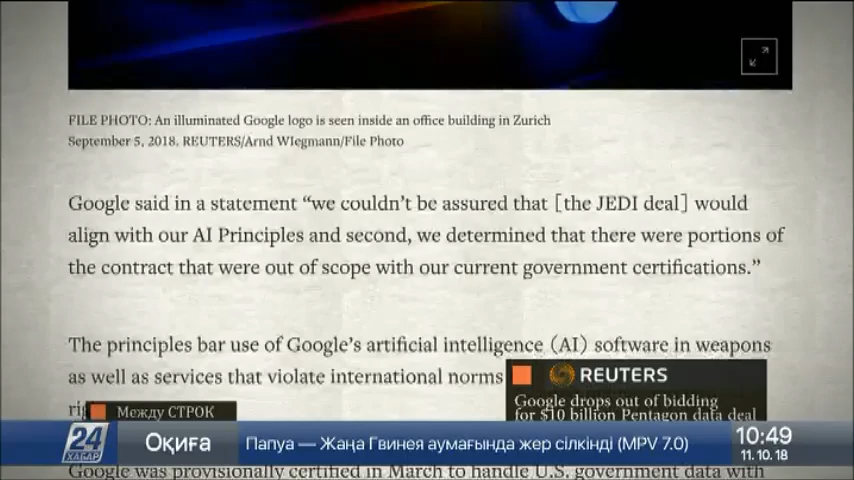 FILE PHOTO: An illuminated Google logo is seen inside an office building in Zurich
September 5, 2018. REUTERS/Arnd WIegmann/File Photo
Google said in a statement “we couldn’t be assured that [the JEDI deal] would
align with our AI Principles and second, we determined that there were portions of
the contract that were out of scope with our current government certifications.”
The principles bar use of Google’s artificial intelligence (AI) software in weapons
as well as services that violate international norms
REUTERS
Google drops out of bidding
for $10 billion Pentagon data deal
Между СТРОК
24
ХАБАР
Оқиға
Папуа — Жаңа Гвинея аумағында жер сілкінді (MPV 7.0)
10:49
11.10.18
Google was provisionally certified in March to handle U.S. government data with